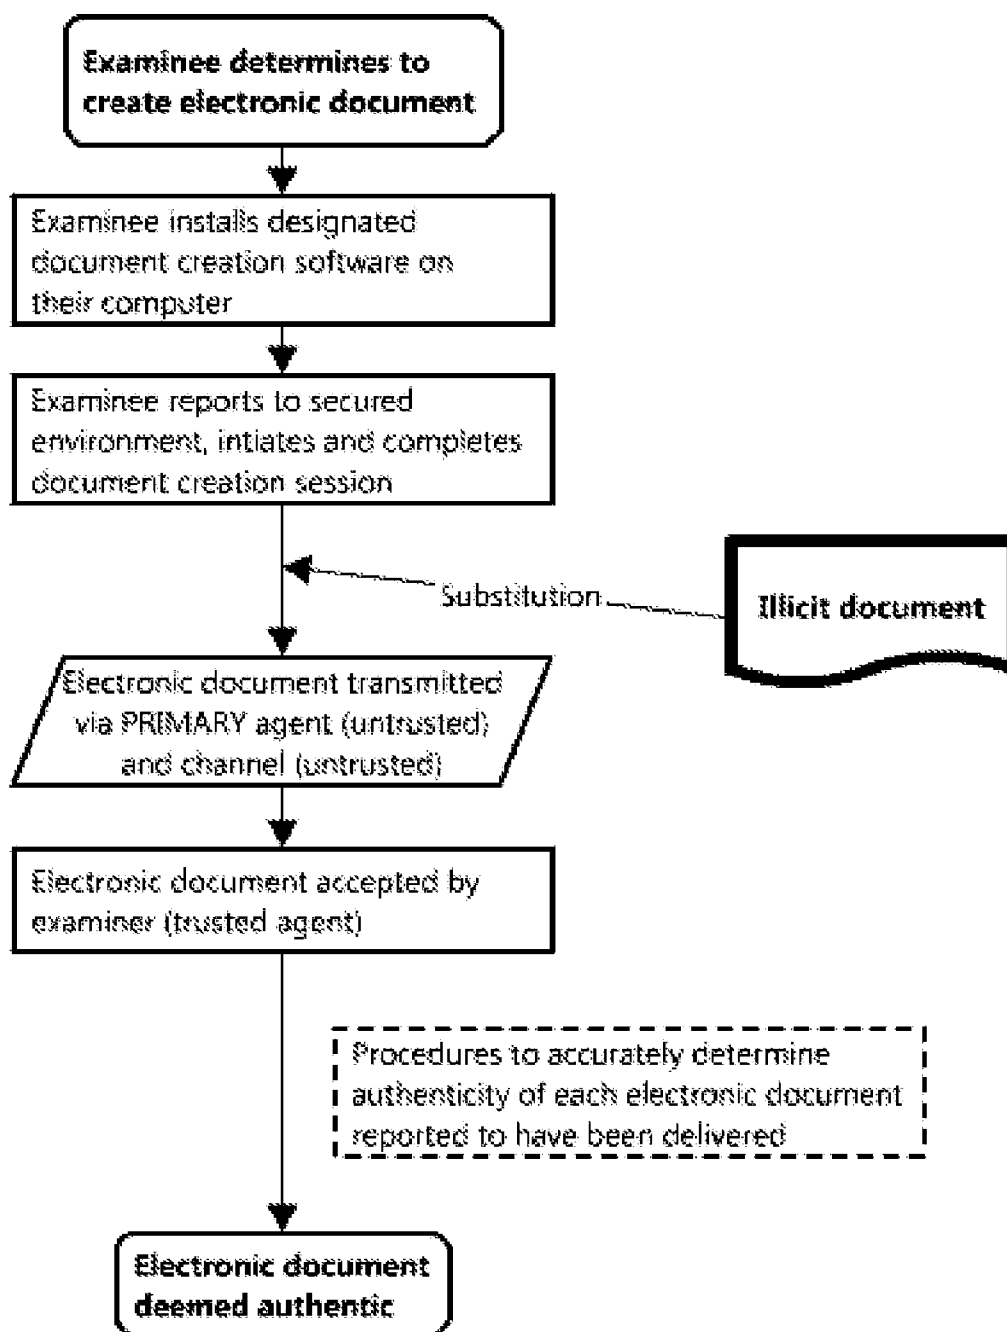 Examinee determines to
create electronic document
Examinee installs designated
document creation software on
their computer
Examinee reports to secured
environment, intiates and completes
document creation session
Substitution
Illicit document
Electronic document transmitted
via PRIMARY agent (untrusted)
and channel (untrusted)
Electronic document accepted by
examiner (trusted agent)
Procedures to accurately determine
authenticity of each electronic document
reported to have been delivered
Electronic document
deemed authentic